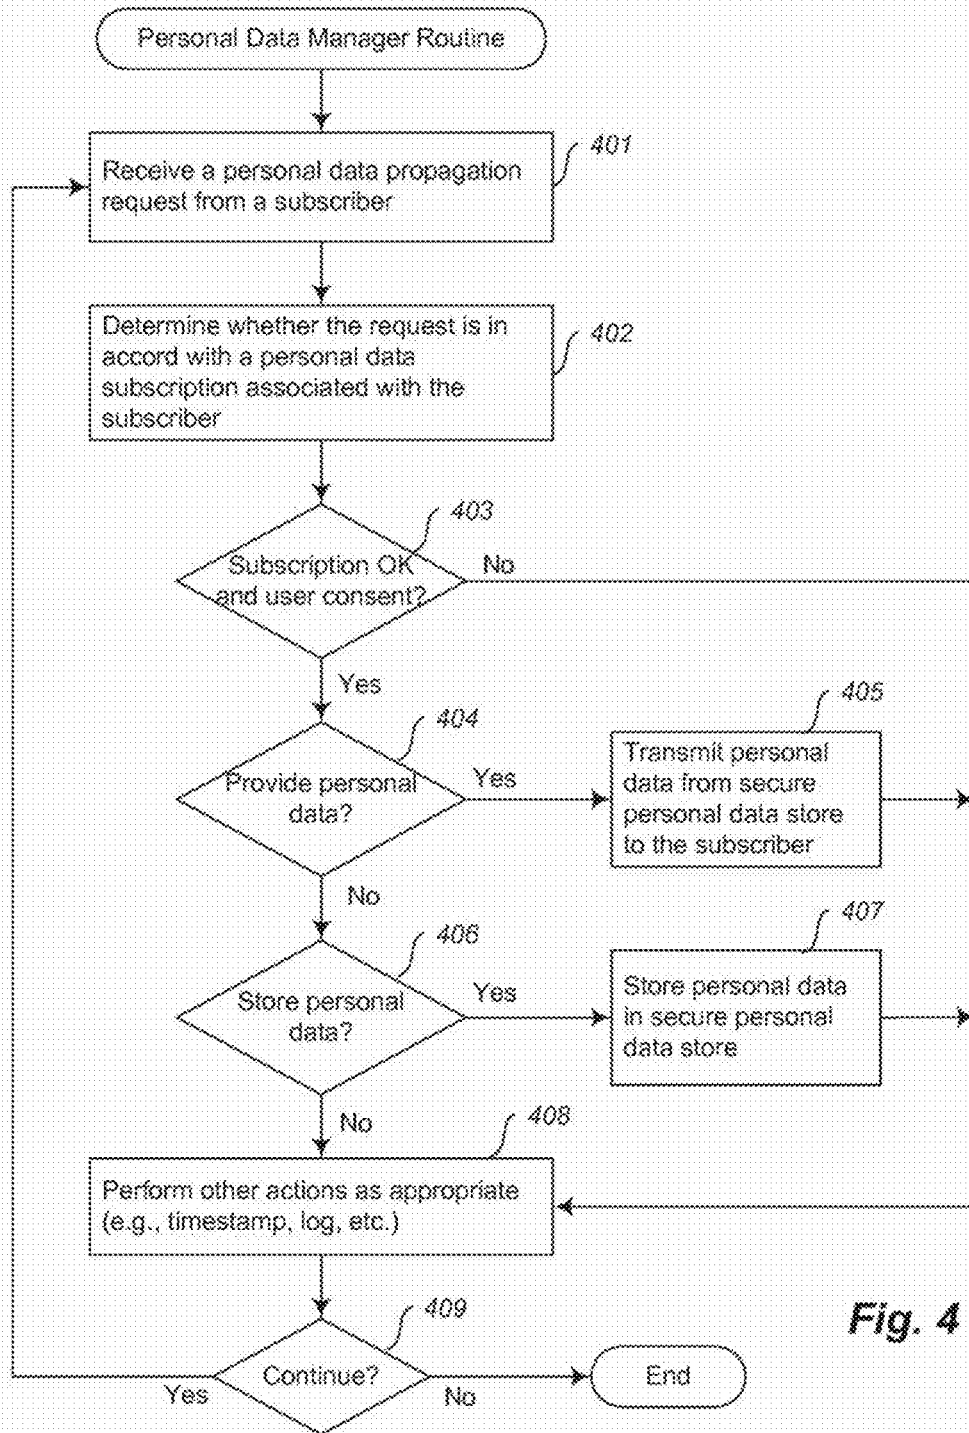 Personal Data Manager Routine
401
Receive a personal data propagation
request from a subscriber
402
Determine whether the request is in
accord with a personal data
subscription associated with the
subscriber
403
Subscription OK
and user consent?
No
Yes
404
Provide personal
data?
Yes
405
Transmit personal
data from secure
personal data store
to the subscriber
No
406
Store personal
data?
Yes
407
Store personal data
in secure personal
data store
No
408
Perform other actions as appropriate
(e.g., timestamp, log, etc.)
409
Continue?
Yes
No
End
Fig. 4